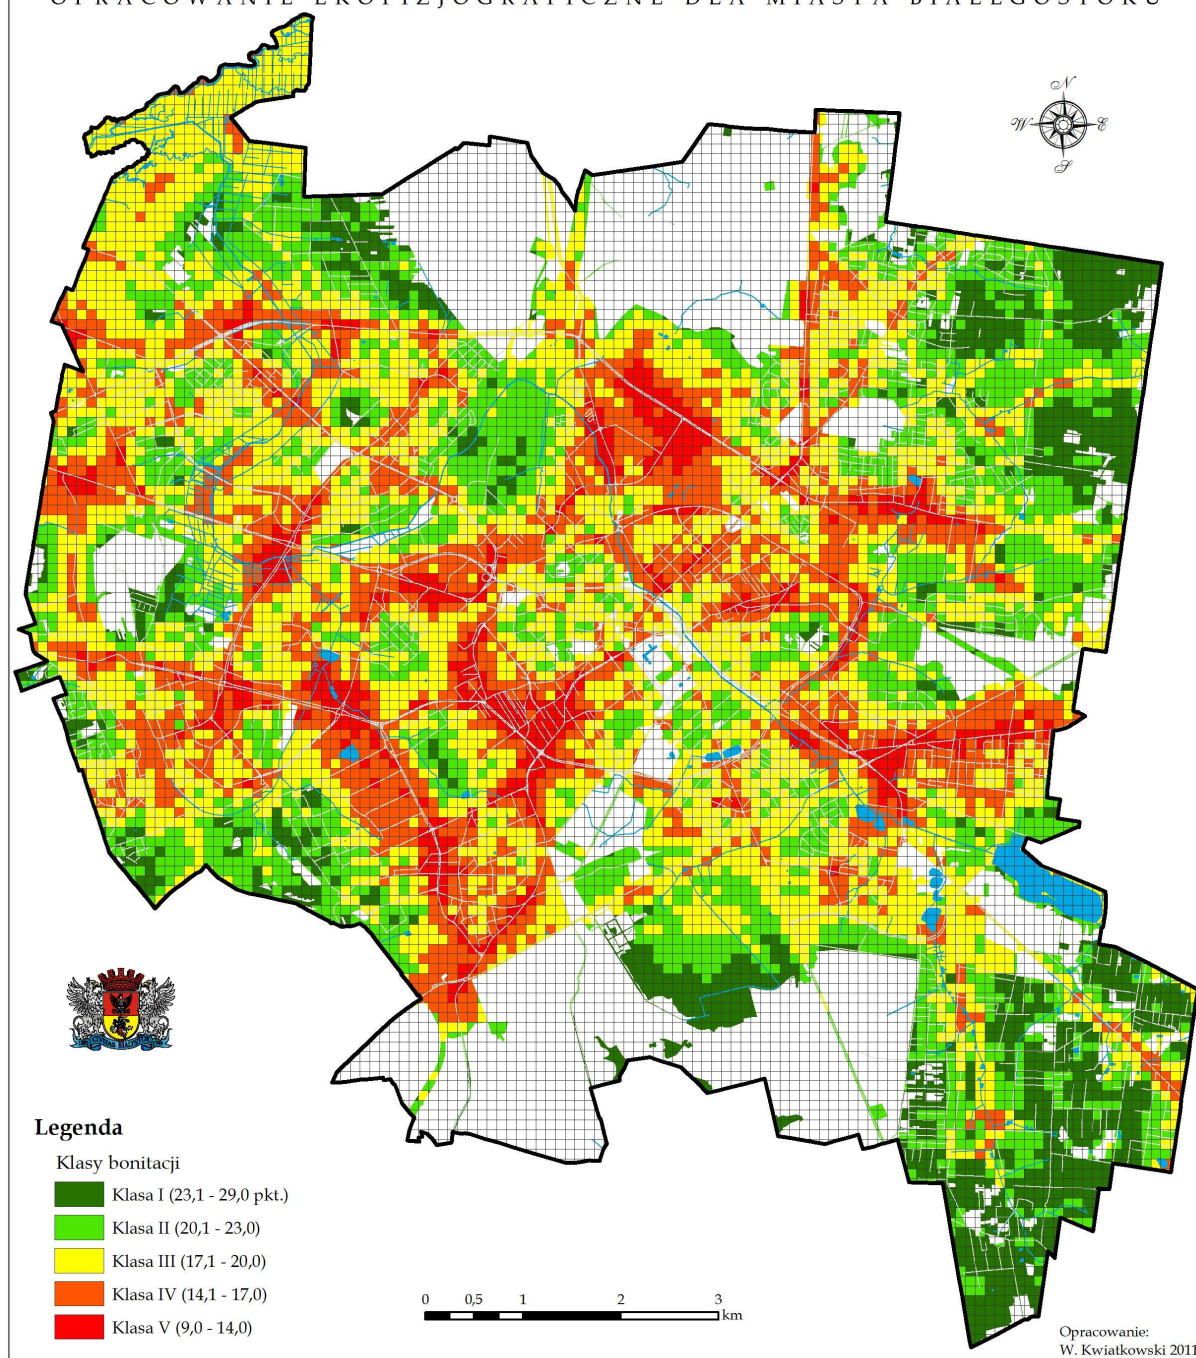 OPRACOWANIE EKOFIZJOGRAFICZNE DLA MIASTA BIAŁEGOSTOKU
N
W E
S
Legenda
Klasy bonitacji
Klasa I (23,1 - 29,0 pkt.)
Klasa II (20,1 - 23,0)
Klasa III (17,1 - 20,0)
Klasa IV (14,1 - 17,0)
Klasa V (9,0 - 14,0)
0 0,5 1 2 3
km
Opracowanie:
W. Kwiatkowski 2011